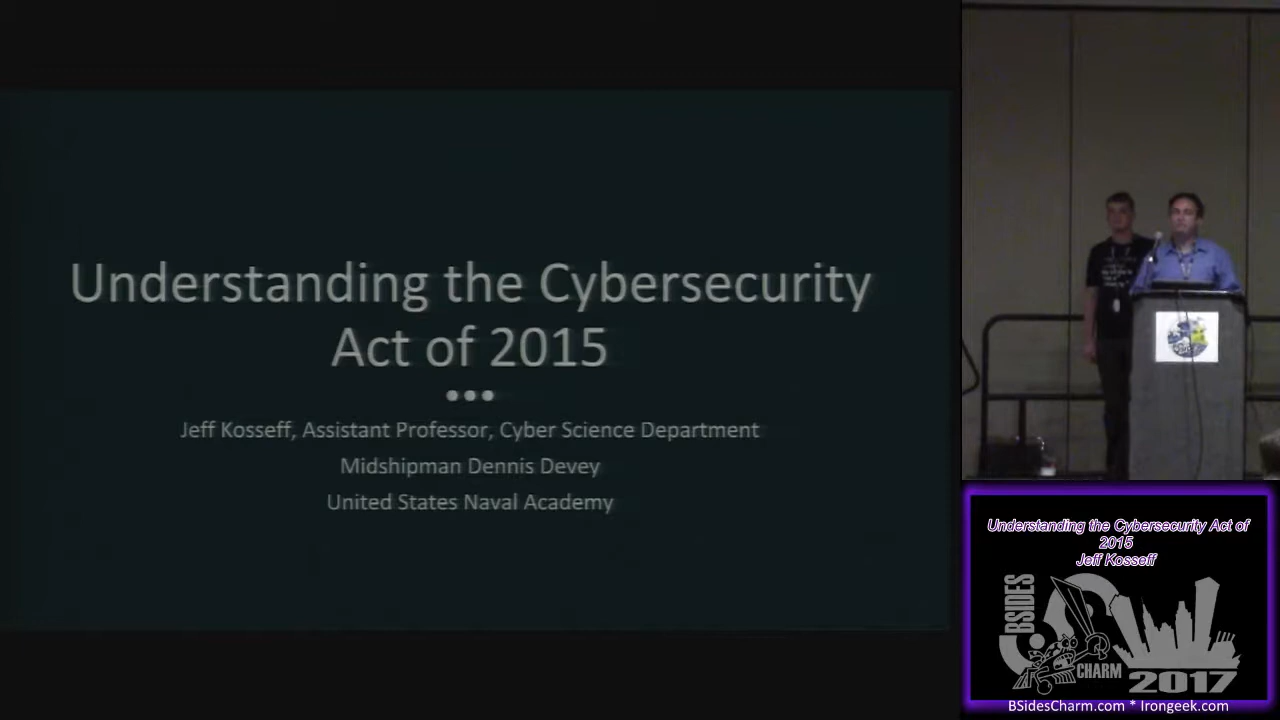 Understanding the Cybersecurity
Act of 2015
Jeff Kosseff, Assistant Professor, Cyber Science Department
Midshipman Dennis Devey
United States Naval Academy
Understanding the Cybersecurity Act of
2015
Jeff Kosseff
BSIDES
CHARM
2017
BSidesCharm.com * Irongeek.com